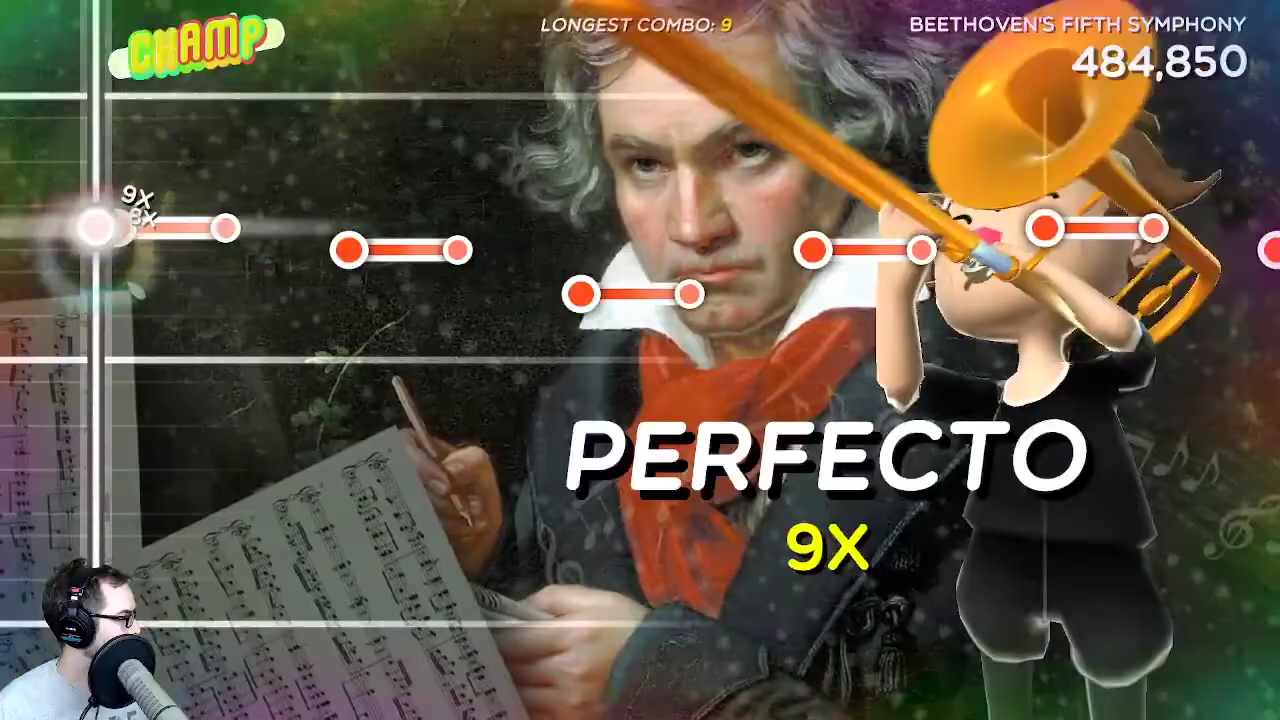 CHAMP
LONGEST COMBO: 9
BEETHOVEN'S FIFTH SYMPHONY
484,850
9X
8X
PERFECTO
9X